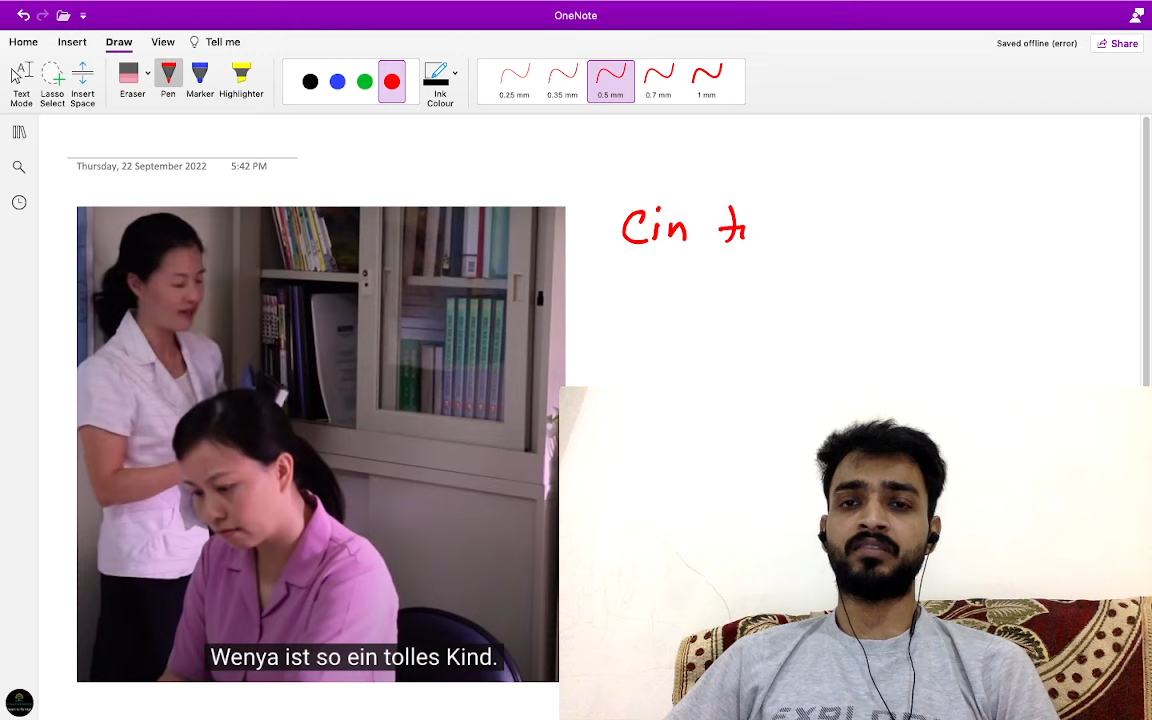 OneNote
Home Insert Draw View Tell me
Saved offline (error) Share
Text Mode
Lasso Select
Insert Space
Eraser
Pen
Marker
Highlighter
Ink Colour
0.25 mm
0.35 mm
0.5 mm
0.7 mm
1 mm
Thursday, 22 September 2022 5:42 PM
ein
Wenya ist so ein tolles Kind.